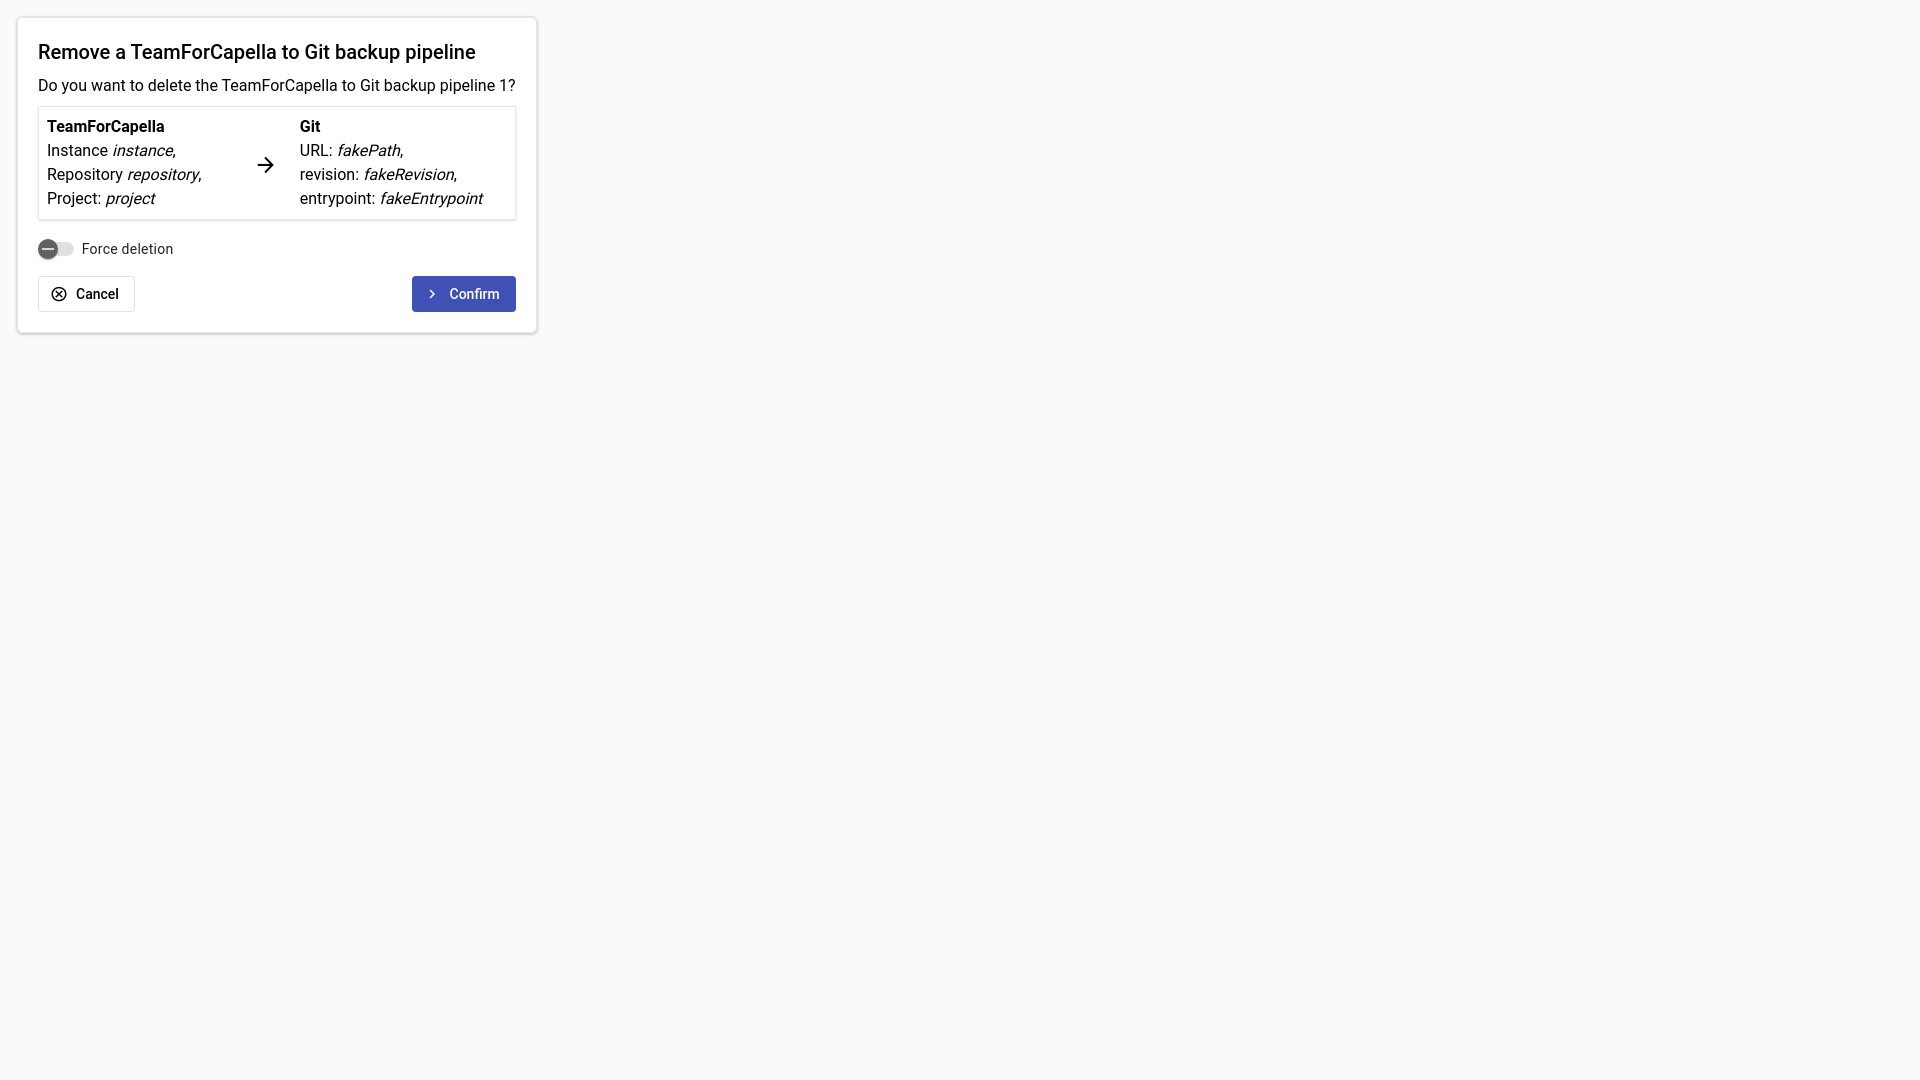 Remove a TeamForCapella to Git backup pipeline
Do you want to delete the TeamForCapella to Git backup pipeline 1?
TeamForCapella
Instance instance,
Repository repository,
Project: project
Git
URL: fakePath,
revision: fakeRevision,
entrypoint: fakeEntrypoint
Force deletion
Cancel
Confirm